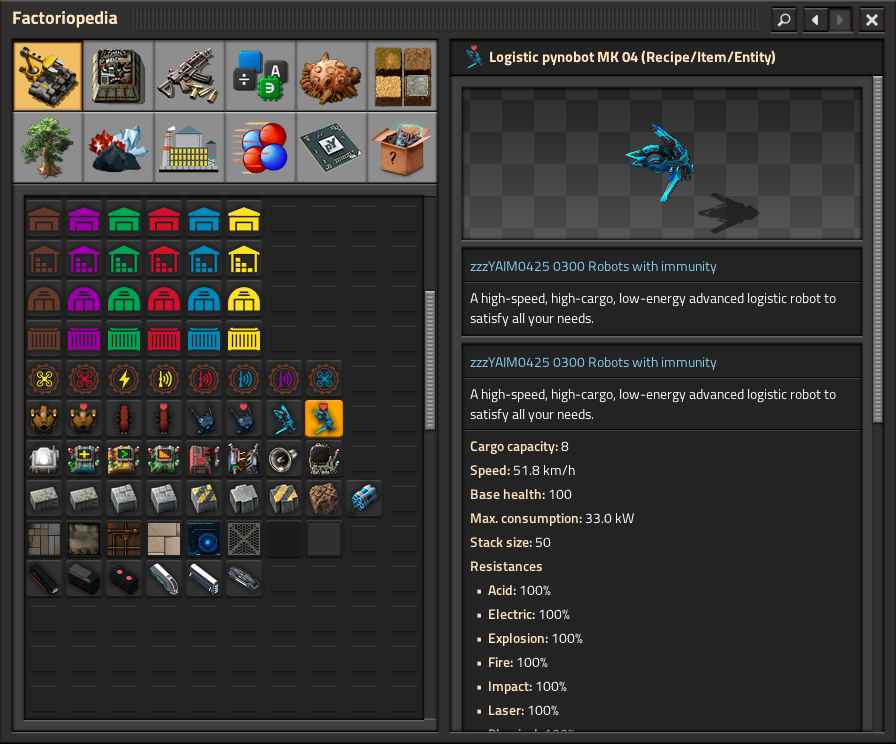 Factoriopedia
Logistic pynobot MK 04 (Recipe/Item/Entity)
zzzYAIM0425 0300 Robots with immunity
A high-speed, high-cargo, low-energy advanced logistic robot to
satisfy all your needs.
zzzYAIM0425 0300 Robots with immunity
A high-speed, high-cargo, low-energy advanced logistic robot to
satisfy all your needs.
Cargo capacity: 8
Speed: 51.8 km/h
Base health: 100
Max. consumption: 33.0 kW
Stack size: 50
Resistances
▪ Acid: 100%
▪ Electric: 100%
▪ Explosion: 100%
▪ Fire: 100%
▪ Impact: 100%
▪ Laser: 100%